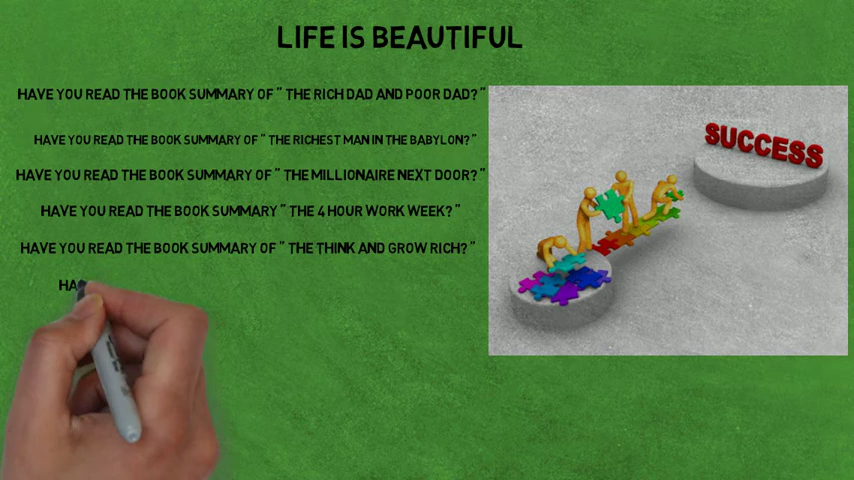 LIFE IS BEAUTIFUL
HAVE YOU READ THE BOOK SUMMARY OF " THE RICH DAD AND POOR DAD? "
HAVE YOU READ THE BOOK SUMMARY OF " THE RICHEST MAN IN THE BABYLON? "
HAVE YOU READ THE BOOK SUMMARY OF " THE MILLIONAIRE NEXT DOOR? "
HAVE YOU READ THE BOOK SUMMARY " THE 4 HOUR WORK WEEK? "
HAVE YOU READ THE BOOK SUMMARY OF " THE THINK AND GROW RICH? "
HA
SUCCESS